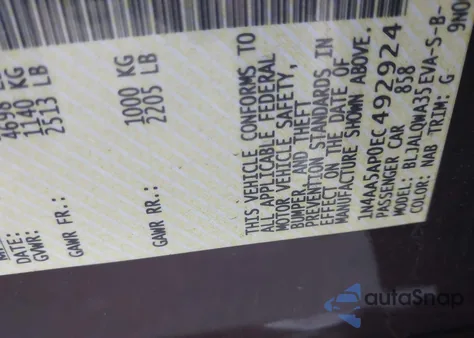 4698 L
1140 KG
2513 LB
1000 KG
2205 LB
DATE:
GVWR:
GAWR FR.:
GAWR RR.:
THIS VEHICLE CONFORMS TO
ALL APPLICABLE FEDERAL
MOTOR VEHICLE SAFETY,
BUMPER, AND THEFT
PREVENTION STANDARDS IN
EFFECT ON THE DATE OF
MANUFACTURE SHOWN ABOVE.
1N4AA5AP0EC492924
PASSENGER CAR 858
MODEL: BLJALQWA35EVA-S-B-
COLOR: NAB TRIM: G 9NO
autoSnap